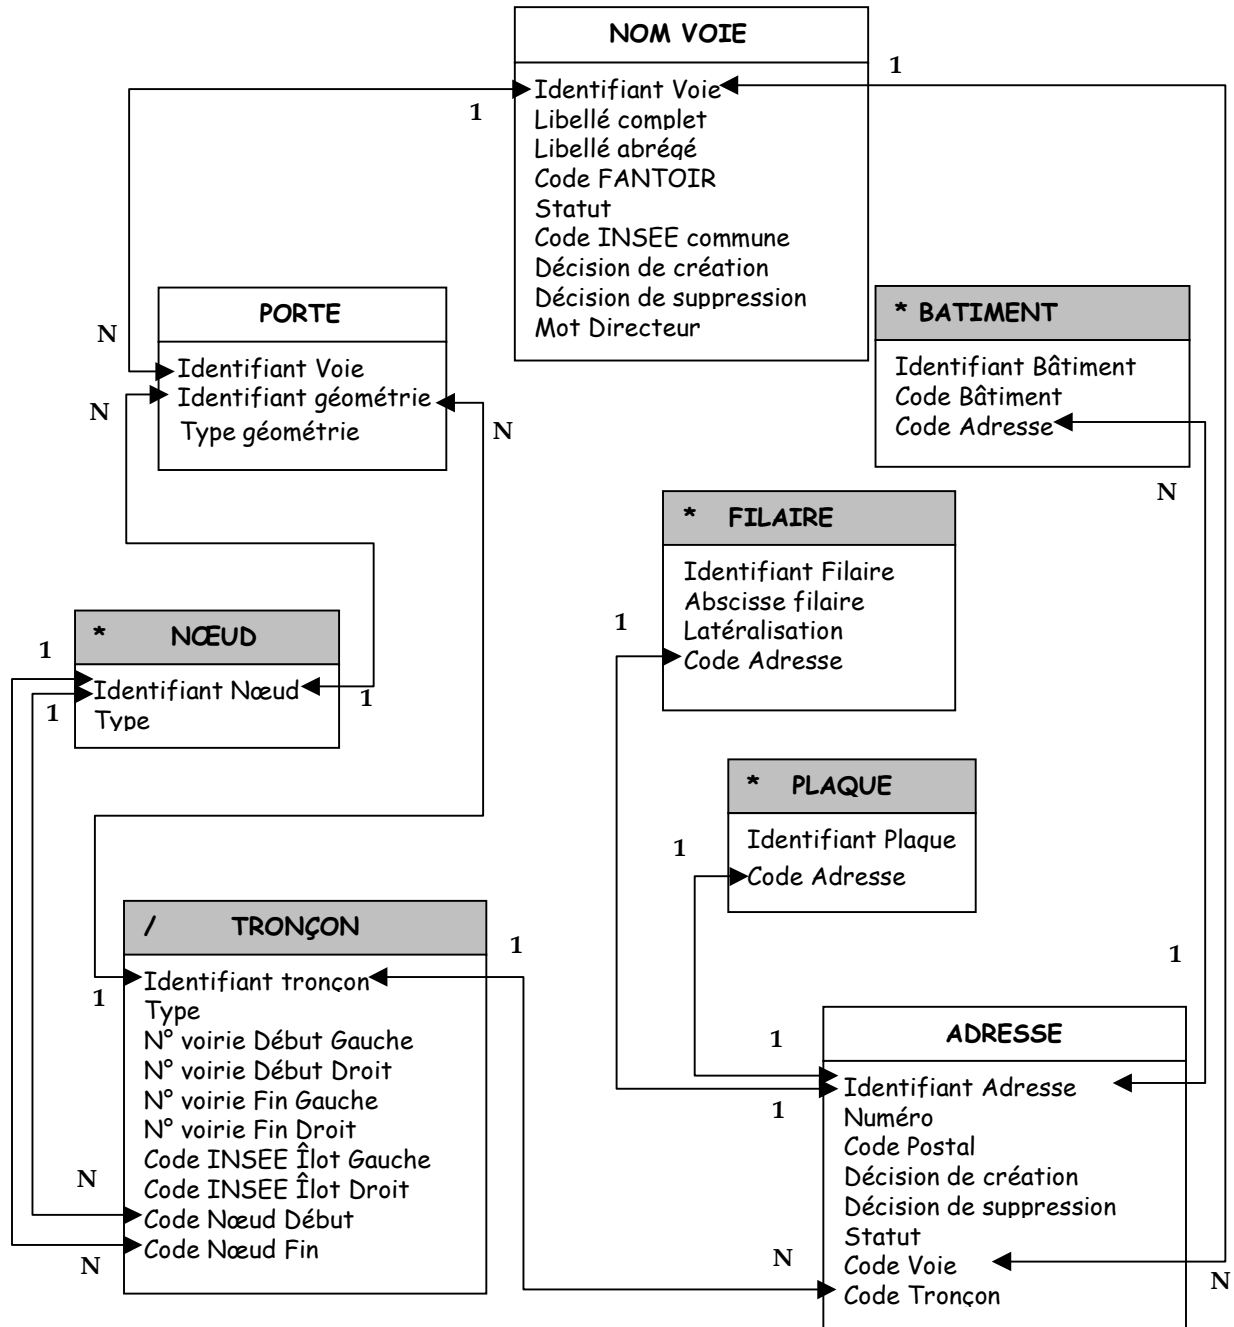 NOM VOIE
1
Identifiant Voie
1
Libellé complet
Libellé abrégé
Code FANTOIR
Statut
Code INSEE commune
Décision de création
Décision de suppression
Mot Directeur
PORTE
N
Identifiant Voie
Identifiant géométrie
N
Type géométrie
N
* BATIMENT
Identifiant Bâtiment
Code Bâtiment
Code Adresse
N
* FILAIRE
Identifiant Filaire
Abscisse filaire
1
Latéralisation
Code Adresse
* NŒUD
1
Identifiant Nœud
1
1
Type
* PLAQUE
Identifiant Plaque
1
Code Adresse
/ TRONÇON
1
Identifiant tronçon
1
Type
N° voirie Début Gauche
N° voirie Début Droit
N° voirie Fin Gauche
N° voirie Fin Droit
Code INSEE Îlot Gauche
Code INSEE Îlot Droit
N
Code Nœud Début
Code Nœud Fin
N
1
ADRESSE
1
Identifiant Adresse
1
Numéro
Code Postal
Décision de création
Décision de suppression
Statut
Code Voie
N
N
Code Tronçon